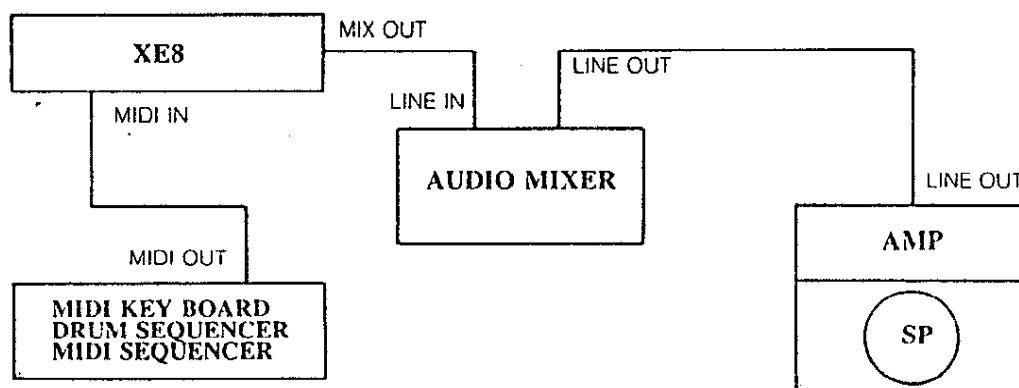 XE8
MIX OUT
LINE OUT
MIDI IN
LINE IN
AUDIO MIXER
LINE OUT
MIDI OUT
AMP
MIDI KEY BOARD
DRUM SEQUENCER
MIDI SEQUENCER
SP